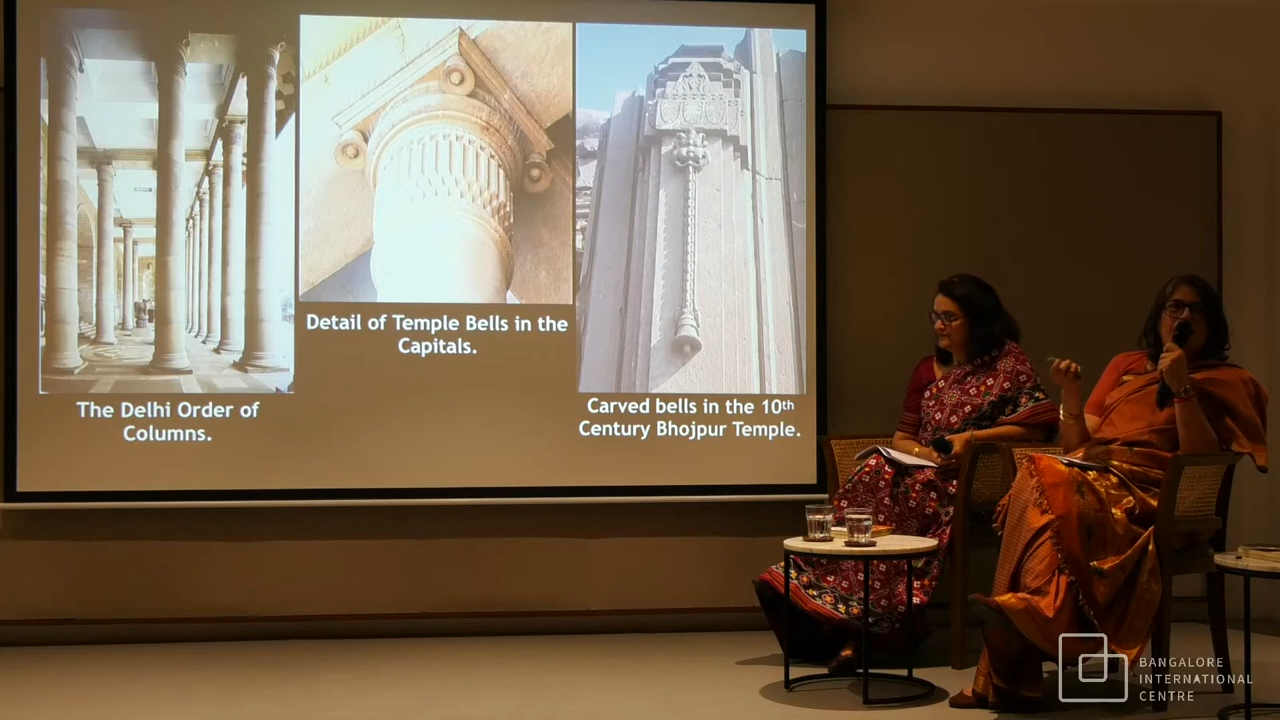 Detail of Temple Bells in the
Capitals.
The Delhi Order of
Columns.
Carved bells in the 10th
Century Bhojpur Temple.
BANGALORE
INTERNATIONAL
CENTRE